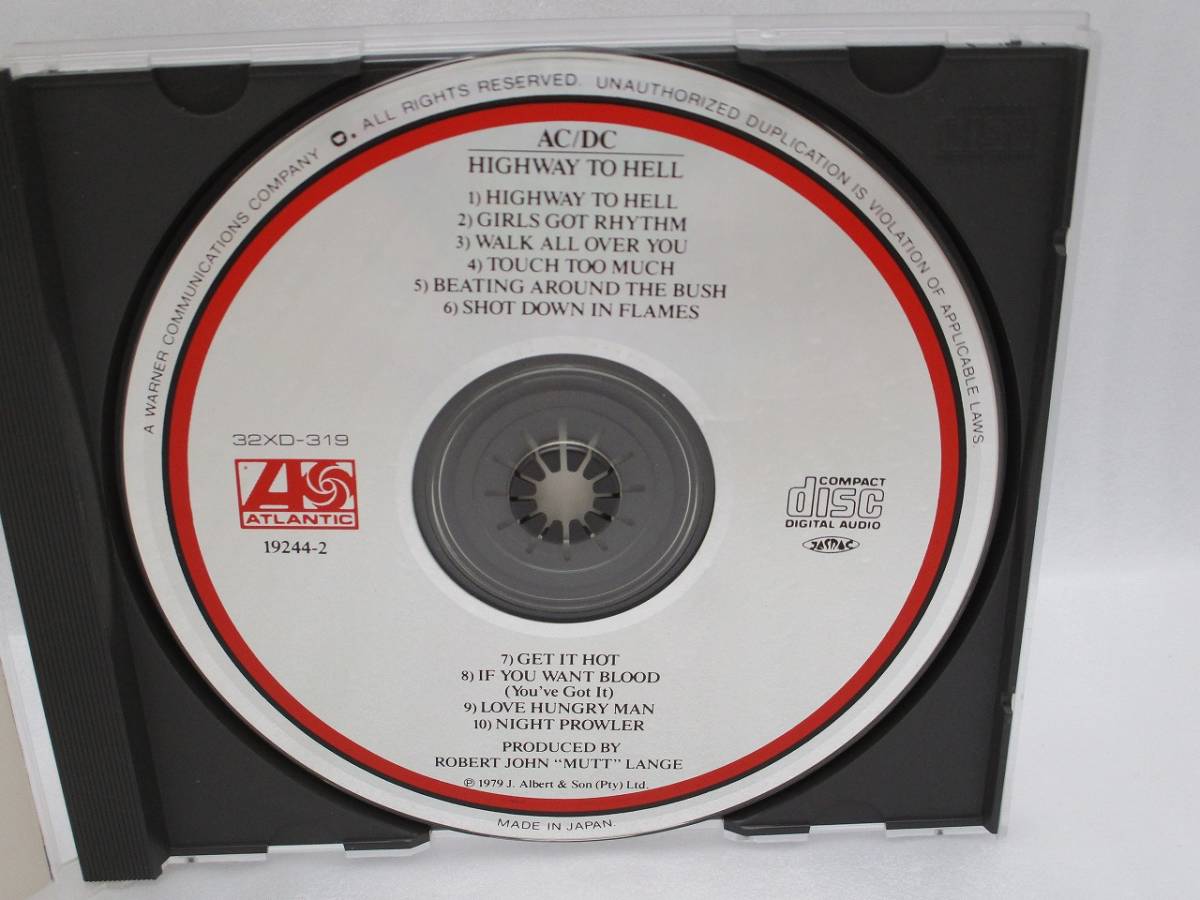 A WARNER COMMUNICATIONS COMPANY . ALL RIGHTS RESERVED. UNAUTHORIZED DUPLICATION IS VIOLATION OF APPLICABLE LAWS.
AC/DC
HIGHWAY TO HELL
1) HIGHWAY TO HELL
2) GIRLS GOT RHYTHM
3) WALK ALL OVER YOU
4) TOUCH TOO MUCH
5) BEATING AROUND THE BUSH
6) SHOT DOWN IN FLAMES
32XD-319
ATLANTIC
19244-2
COMPACT
disc
DIGITAL AUDIO
JASRAC
7) GET IT HOT
8) IF YOU WANT BLOOD
(You've Got It)
9) LOVE HUNGRY MAN
10) NIGHT PROWLER
PRODUCED BY
ROBERT JOHN "MUTT" LANGE
℗ 1979 J. Albert & Son (Pty) Ltd.
MADE IN JAPAN.